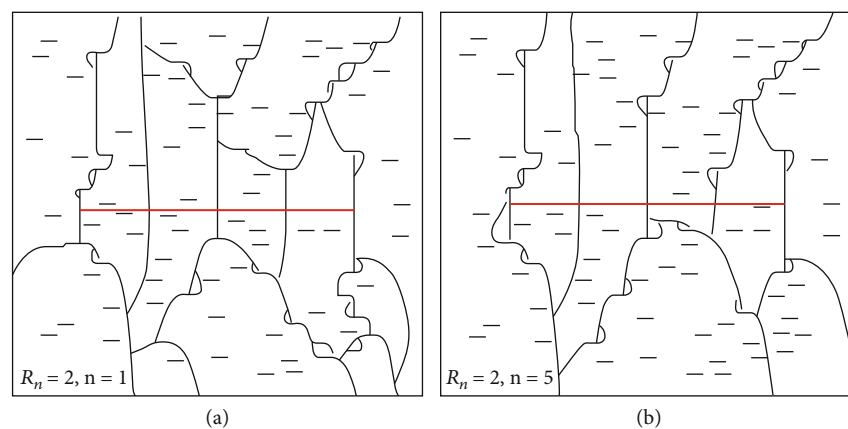 R_n = 2, n = 1
R_n = 2, n = 5
(a)
(b)